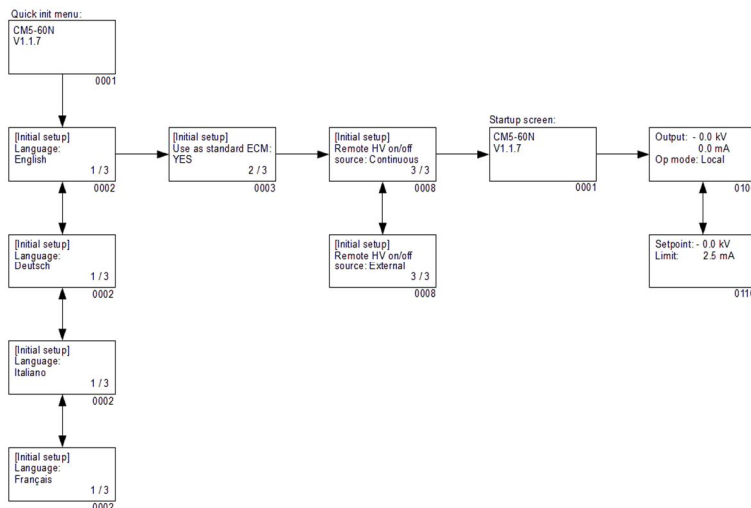 Quick init menu:
CM5-60N
V1.1.7
0001
[Initial setup]
Language:
English
1 / 3
0002
[Initial setup]
Use as standard ECM:
YES
2 / 3
0003
[Initial setup]
Remote HV on/off
source: Continuous
3 / 3
0008
Startup screen:
CM5-60N
V1.1.7
0001
Output: - 0.0 kV
0.0 mA
Op mode: Local
[Initial setup]
Language:
Deutsch
1 / 3
0002
[Initial setup]
Remote HV on/off
source: External
3 / 3
0008
Setpoint: - 0.0 kV
Limit: 2.5 mA
[Initial setup]
Language:
Italiano
1 / 3
0002
[Initial setup]
Language:
Français
1 / 3
0002